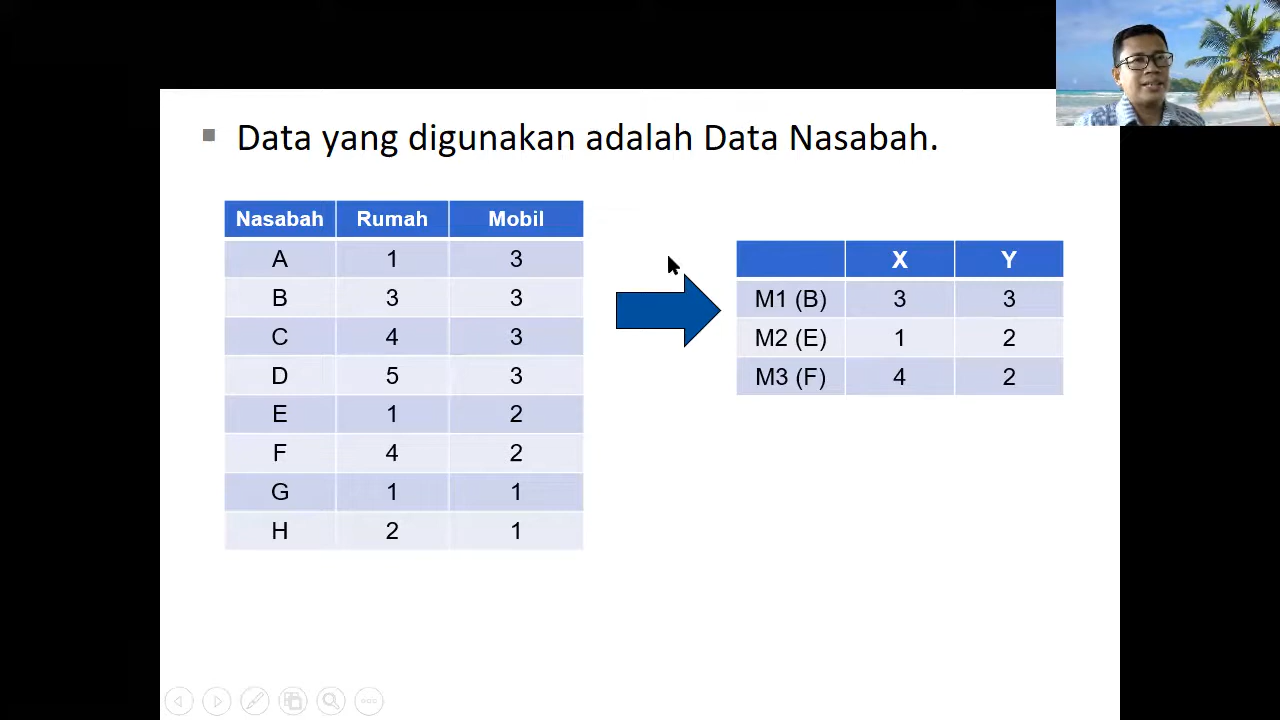 Data yang digunakan adalah Data Nasabah.
Nasabah Rumah Mobil
A 1 3
B 3 3
C 4 3
D 5 3
E 1 2
F 4 2
G 1 1
H 2 1
X Y
M1 (B) 3 3
M2 (E) 1 2
M3 (F) 4 2